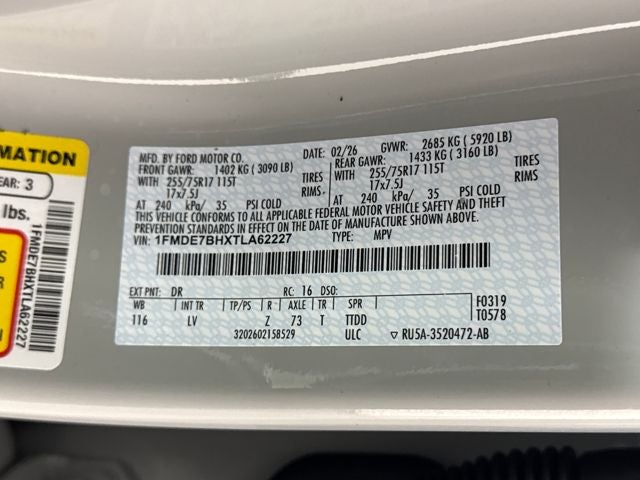 MFD. BY FORD MOTOR CO. 02/26 GVWR: 2685 KG ( 5920 LB)
FRONT GAWR: 1402 KG ( 3090 LB) REAR GAWR: 1433 KG ( 3160 LB)
WITH 255/75R17 115T TIRES WITH 255/75R17 115T TIRES
17x7.5J RIMS 17x7.5J RIMS
AT 240 kPa/ 35 PSI COLD AT 240 kPa/ 35 PSI COLD
THIS VEHICLE CONFORMS TO ALL APPLICABLE FEDERAL MOTOR VEHICLE SAFETY AND THEFT
PREVENTION STANDARDS IN EFFECT ON THE DATE OF MANUFACTURE SHOWN ABOVE.
VIN: 1FMDE7BHXTLA62227 TYPE: MPV
EXT PNT: DR RC: 16 DSO:
WB INT TR TP/PS R AXLE TR SPR F0319
116 LV Z 73 T TTDD T0578
3202602158529 ULC ▽ RU5A-3520472-AB
MATION
EAR: 3
lbs.
S
R
S
1FMDE7BHXTLA62227